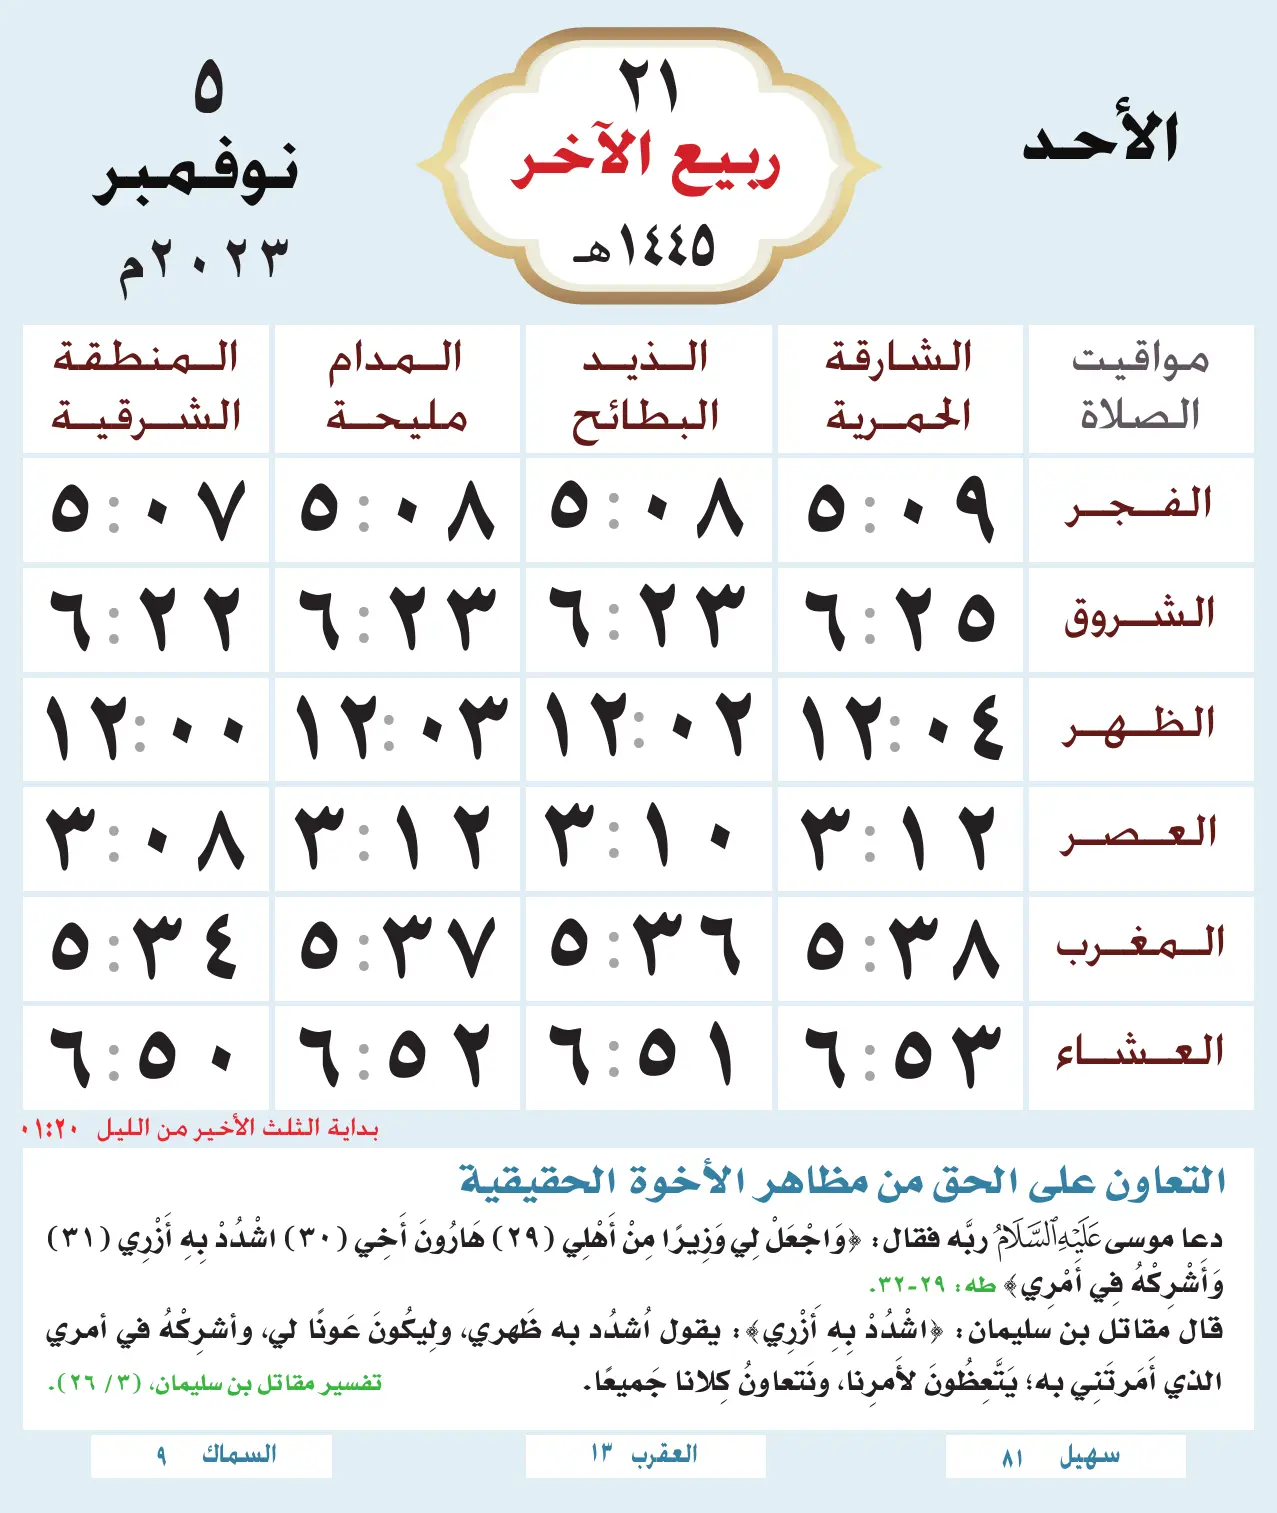 الأحد
٢١
ربيع الآخر
١٤٤٥هـ
٥
نوفمبر
٢٠٢٣م
مواقيت الصلاة
الشارقة الحمرية
الذيد البطائح
المدام مليحة
المنطقة الشرقية
الفجر ٥:٠٩ ٥:٠٨ ٥:٠٨ ٥:٠٧
الشروق ٦:٢٥ ٦:٢٣ ٦:٢٣ ٦:٢٢
الظهر ١٢:٠٤ ١٢:٠٢ ١٢:٠٣ ١٢:٠٠
العصر ٣:١٢ ٣:١٠ ٣:١٢ ٣:٠٨
المغرب ٥:٣٨ ٥:٣٦ ٥:٣٧ ٥:٣٤
العشاء ٦:٥٣ ٦:٥١ ٦:٥٢ ٦:٥٠
بداية الثلث الأخير من الليل ٠١:٢٠
التعاون على الحق من مظاهر الأخوة الحقيقية
دعا موسى عَلَيْهِ السَّلَامُ ربَّه فقال: ﴿وَاجْعَلْ لِي وَزِيرًا مِنْ أَهْلِي (٢٩) هَارُونَ أَخِي (٣٠) اشْدُدْ بِهِ أَزْرِي (٣١)
وَأَشْرِكْهُ فِي أَمْرِي﴾ طه: ٢٩-٣٢.
قال مقاتل بن سليمان: ﴿اشْدُدْ بِهِ أَزْرِي﴾: يقول اُشدُد به ظَهري، ولِيكُونَ عَونًا لي، وأشرِكْهُ في أمري
الذي أَمَرتَنِي به؛ يَتَّعِظُونَ لأَمرِنا، ونَتعاونُ كِلانا جَميعًا. تفسير مقاتل بن سليمان، (٣/ ٢٦).
سهيل ٨١
العقرب ١٣
السماك ٩